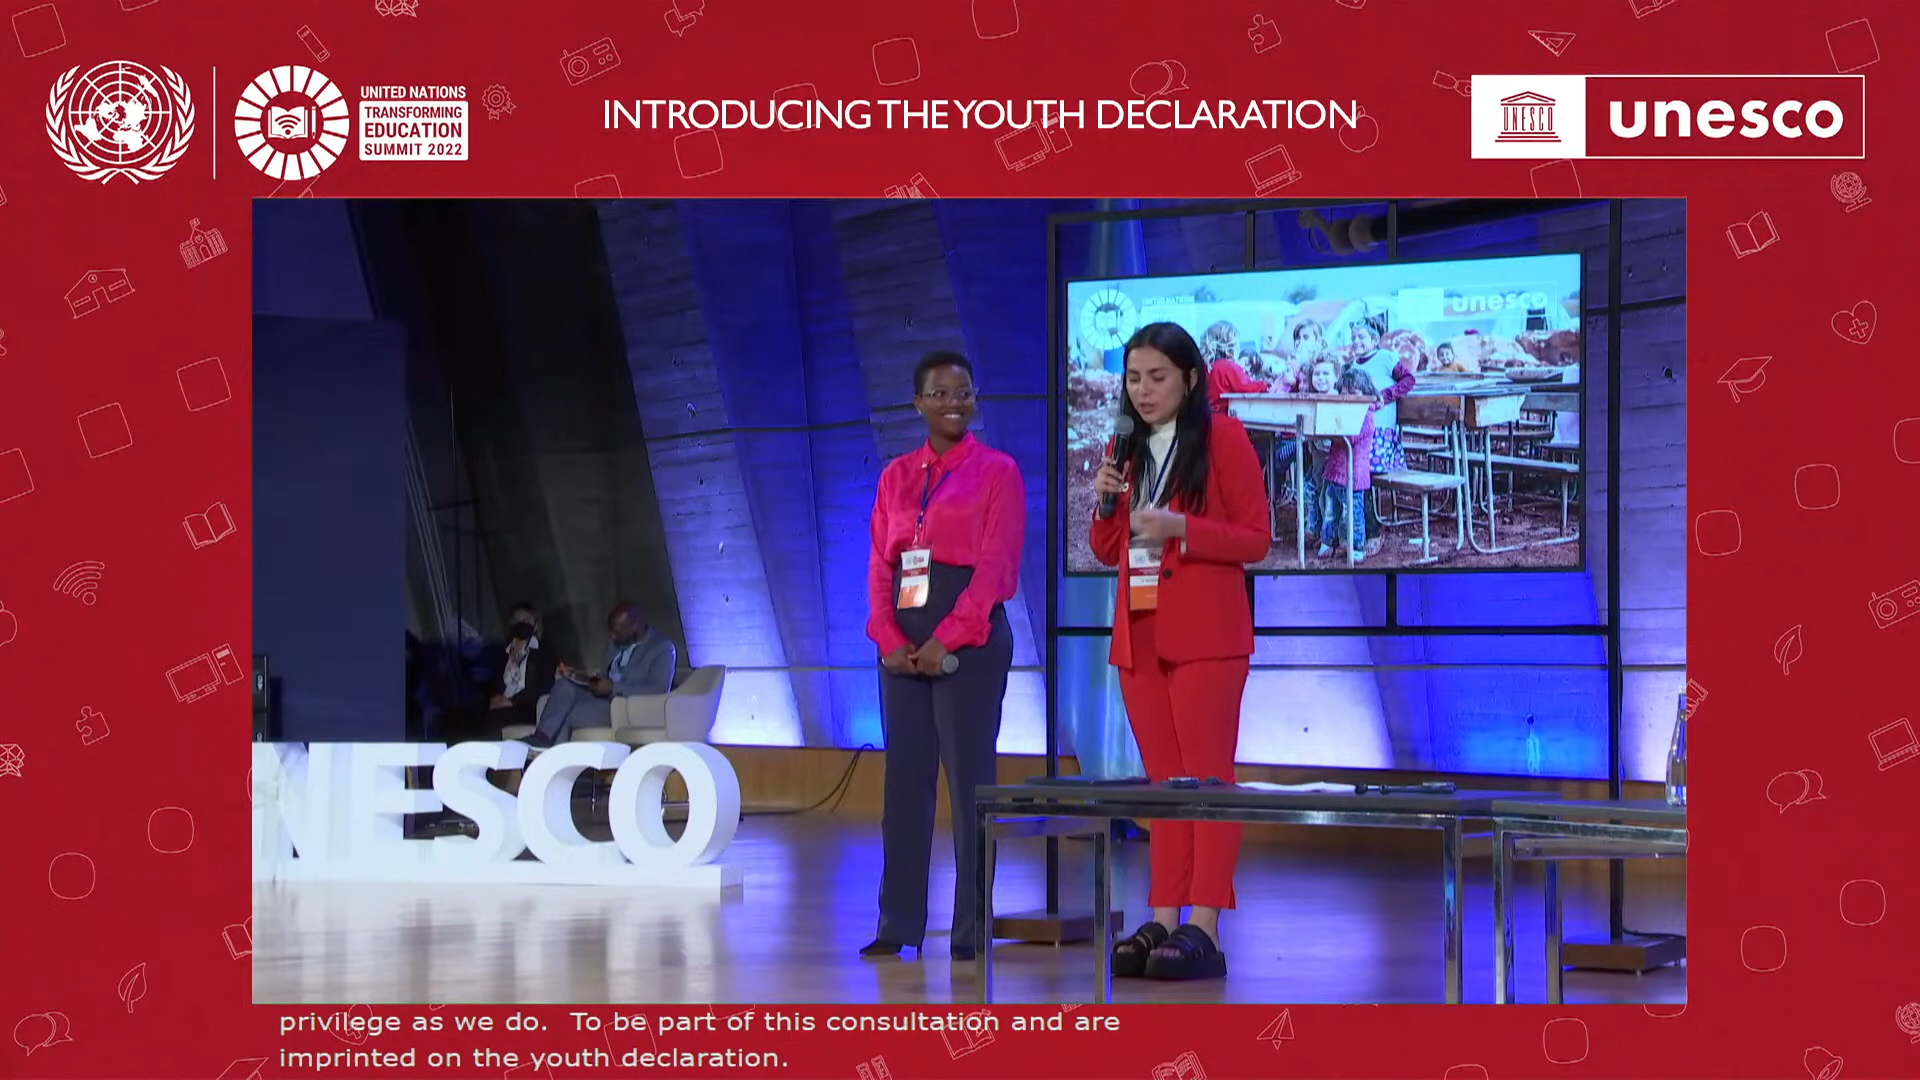 UNITED NATIONS
TRANSFORMING
EDUCATION
SUMMIT 2022
INTRODUCING THE YOUTH DECLARATION
UNESCO
unesco
unesco
NESCO
privilege as we do.  To be part of this consultation and are
imprinted on the youth declaration.